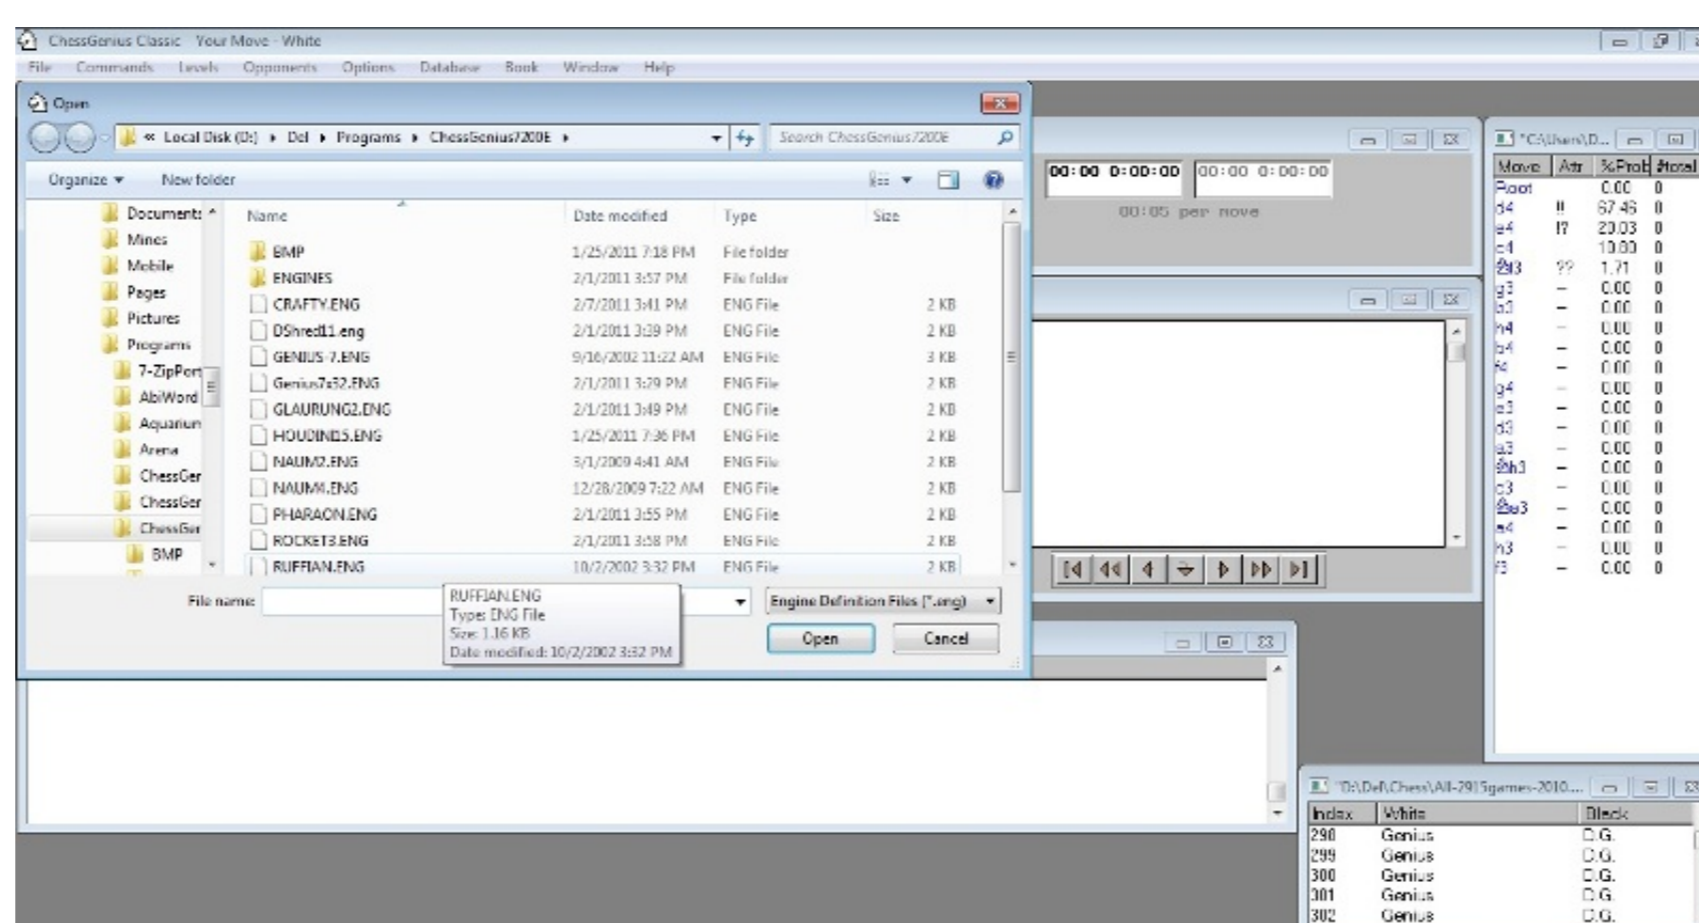 ChessGenius Classic Your Move - White
File Commands Levels Opponents Options Database Book Window Help
Open
« Local Disk (D:) Del Programs ChessGenius7200E
Search ChessGenius7200E
Organize New folder
Documents
Mines
Mobile
Pages
Pictures
Programs
7-ZipPort
AbiWord
Aquarium
Arena
ChessGer
ChessGer
ChessGer
BMP
Name Date modified Type Size
BMP 1/25/2011 7:18 PM File folder
ENGINES 2/1/2011 3:57 PM File folder
CRAFTY.ENG 2/7/2011 3:41 PM ENG File 2 KB
DShred11.eng 2/1/2011 3:39 PM ENG File 2 KB
GENIUS-7.ENG 9/16/2002 11:22 AM ENG File 3 KB
Genius7x32.ENG 2/1/2011 3:29 PM ENG File 2 KB
GLAURUNG2.ENG 2/1/2011 3:49 PM ENG File 2 KB
HOUDINI15.ENG 1/25/2011 7:36 PM ENG File 2 KB
NAUM2.ENG 3/1/2009 4:41 AM ENG File 2 KB
NAUM4.ENG 12/28/2009 7:22 AM ENG File 2 KB
PHARAON.ENG 2/1/2011 3:55 PM ENG File 2 KB
ROCKET3.ENG 2/1/2011 3:58 PM ENG File 2 KB
RUFFIAN.ENG 10/2/2002 3:32 PM ENG File 2 KB
File name:
Engine Definition Files (*.eng)
Open Cancel
RUFFIAN.ENG
Type: ENG File
Size: 1.16 KB
Date modified: 10/2/2002 3:32 PM
00:00 0:00:00 00:00 0:00:00
00:05 per move
"C:\Users\D...
Move Attr %Prob #total
Root 0.00 0
d4 !! 67.46 0
e4 !? 20.03 0
c4 0
f3 ?? 1.71 0
g3 – 0.00 0
b3 – 0.00 0
h4 – 0.00 0
b4 – 0.00 0
f4 – 0.00 0
g4 – 0.00 0
e3 – 0.00 0
d3 – 0.00 0
a3 – 0.00 0
h3 – 0.00 0
c3 – 0.00 0
a3 – 0.00 0
a4 – 0.00 0
h3 – 0.00 0
f3 – 0.00 0
"D:\Del\Chess\All-2915games-2010....
Index White Black
298 Genius D.G.
299 Genius D.G.
300 Genius D.G.
301 Genius D.G.
302 Genius D.G.